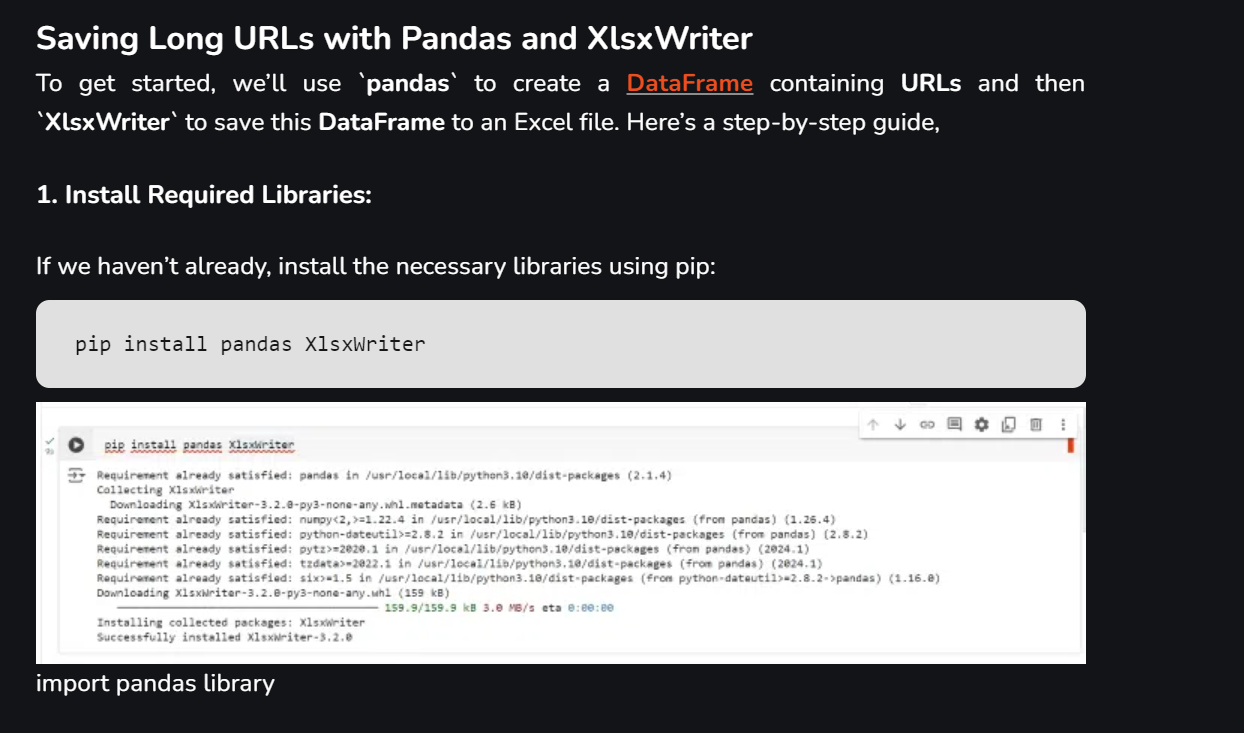 Saving Long URLs with Pandas and XlsxWriter
To get started, we’ll use `pandas` to create a DataFrame containing URLs and then
`XlsxWriter` to save this DataFrame to an Excel file. Here’s a step-by-step guide,
1. Install Required Libraries:
If we haven’t already, install the necessary libraries using pip:
pip install pandas XlsxWriter
pip install pandas XlsxWriter
Requirement already satisfied: pandas in /usr/local/lib/python3.10/dist-packages (2.1.4)
Collecting XlsxWriter
Downloading XlsxWriter-3.2.0-py3-none-any.whl.metadata (2.6 kB)
Requirement already satisfied: numpy<2,>=1.22.4 in /usr/local/lib/python3.10/dist-packages (from pandas) (1.26.4)
Requirement already satisfied: python-dateutil>=2.8.2 in /usr/local/lib/python3.10/dist-packages (from pandas) (2.8.2)
Requirement already satisfied: pytz>=2020.1 in /usr/local/lib/python3.10/dist-packages (from pandas) (2024.1)
Requirement already satisfied: tzdata>=2022.1 in /usr/local/lib/python3.10/dist-packages (from pandas) (2024.1)
Requirement already satisfied: six>=1.5 in /usr/local/lib/python3.10/dist-packages (from python-dateutil>=2.8.2->pandas) (1.16.0)
Downloading XlsxWriter-3.2.0-py3-none-any.whl (159 kB)
159.9/159.9 kB 3.0 MB/s eta 0:00:00
Installing collected packages: XlsxWriter
Successfully installed XlsxWriter-3.2.0
import pandas library